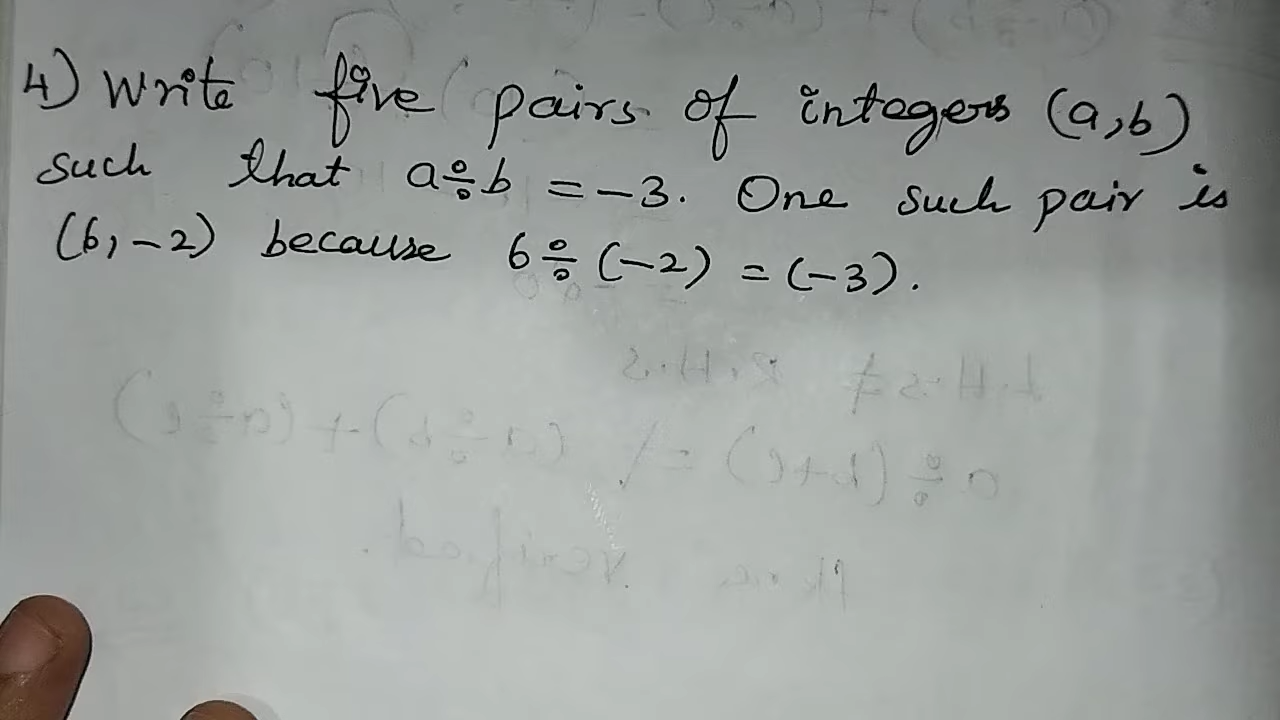 4) Write five pairs of integers (a,b)
such that a÷b = -3. One such pair is
(6, -2) because 6÷(-2) = (-3).
L.H.S ≠ R.H.S
a÷(b+c) ≠ (a÷b)+(a÷c)
verified.